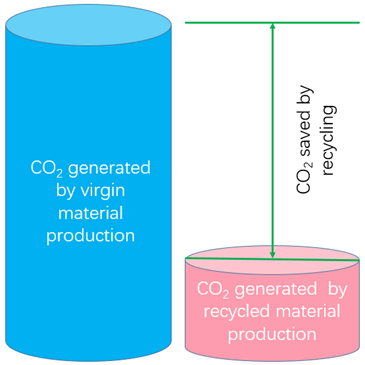 CO₂ generated
by virgin
material
production
CO₂ saved by
recycling
CO₂ generated  by
recycled material
production